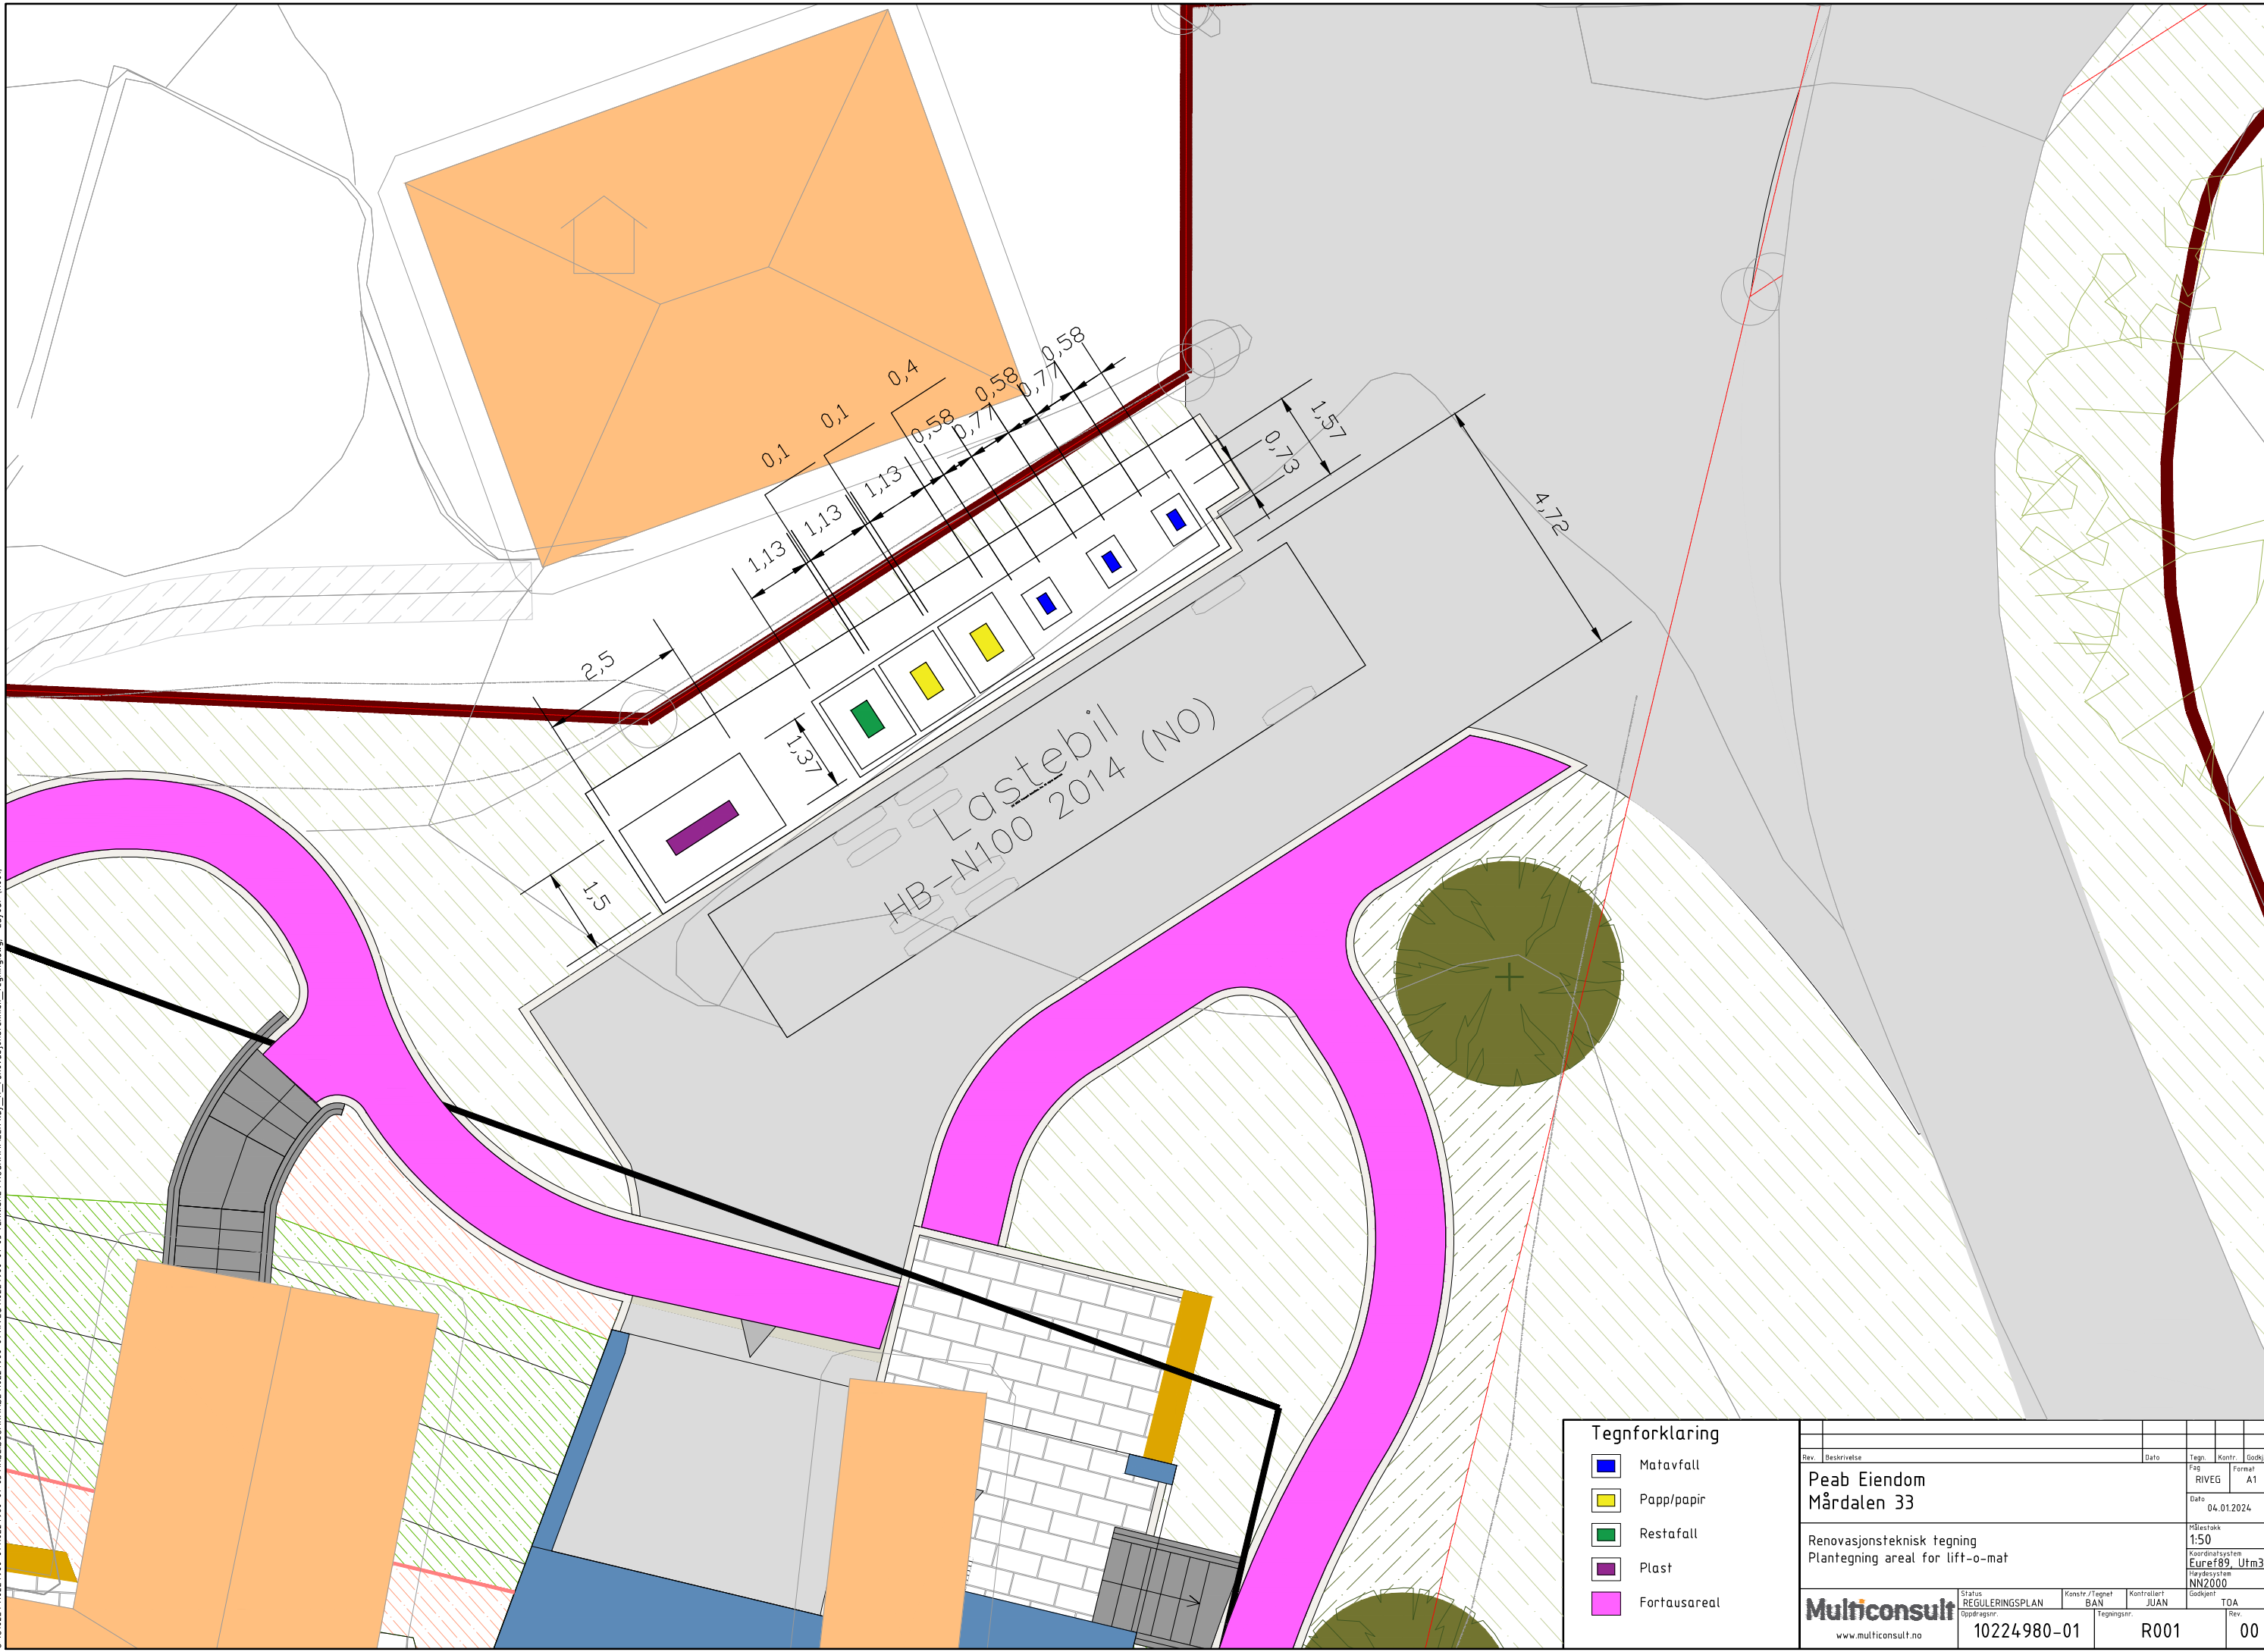 0,58
0,4
0,77
0,58
0,1
0,58
0,77
0,1
1,13
1,13
1,13
1,57
0,73
4,72
2,5
1,37
1,5
Lastebil
HB-N100 2014 (NO)
Tegnforklaring
Matavfall
Papp/papir
Restafall
Plast
Fortausareal
Rev. Beskrivelse Dato Tegn. Kontr. Godkj
Peab Eiendom
Mårdalen 33
Fag
RIVEG
Format
A1
Dato
04.01.2024
Renovasjonsteknisk tegning
Plantegning areal for lift-o-mat
Målestokk
1:50
Koordinatsystem
Euref89, Utm3
Høydesystem
NN2000
Multiconsult
www.multiconsult.no
Status
REGULERINGSPLAN
Konstr./Tegnet
BAN
Kontrollert
JUAN
Godkjent
TOA
Oppdragsnr.
10224980-01
Tegningsnr.
R001
Rev.
00